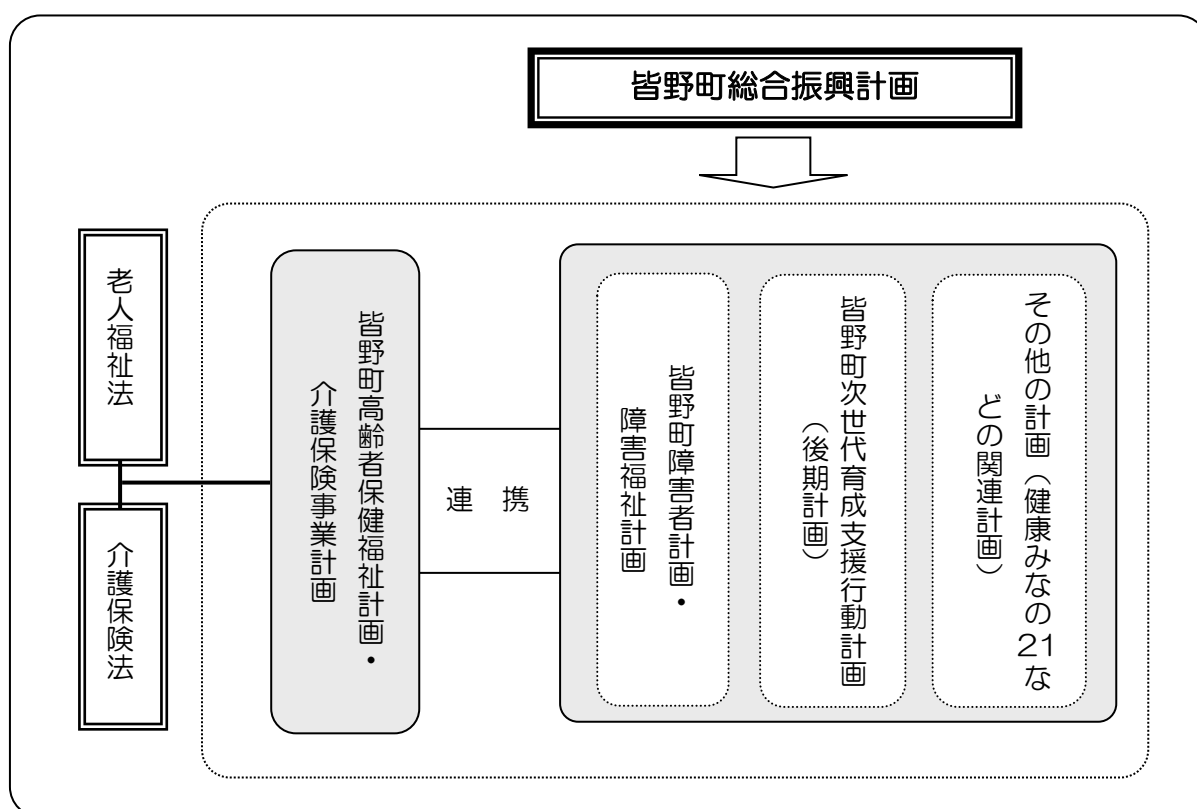 皆野町総合振興計画
老人福祉法
介護保険法
皆野町高齢者保健福祉計画・
介護保険事業計画
連　携
皆野町障害者計画・
障害福祉計画
皆野町次世代育成支援行動計画
（後期計画）
その他の計画（健康みなの21な
どの関連計画）